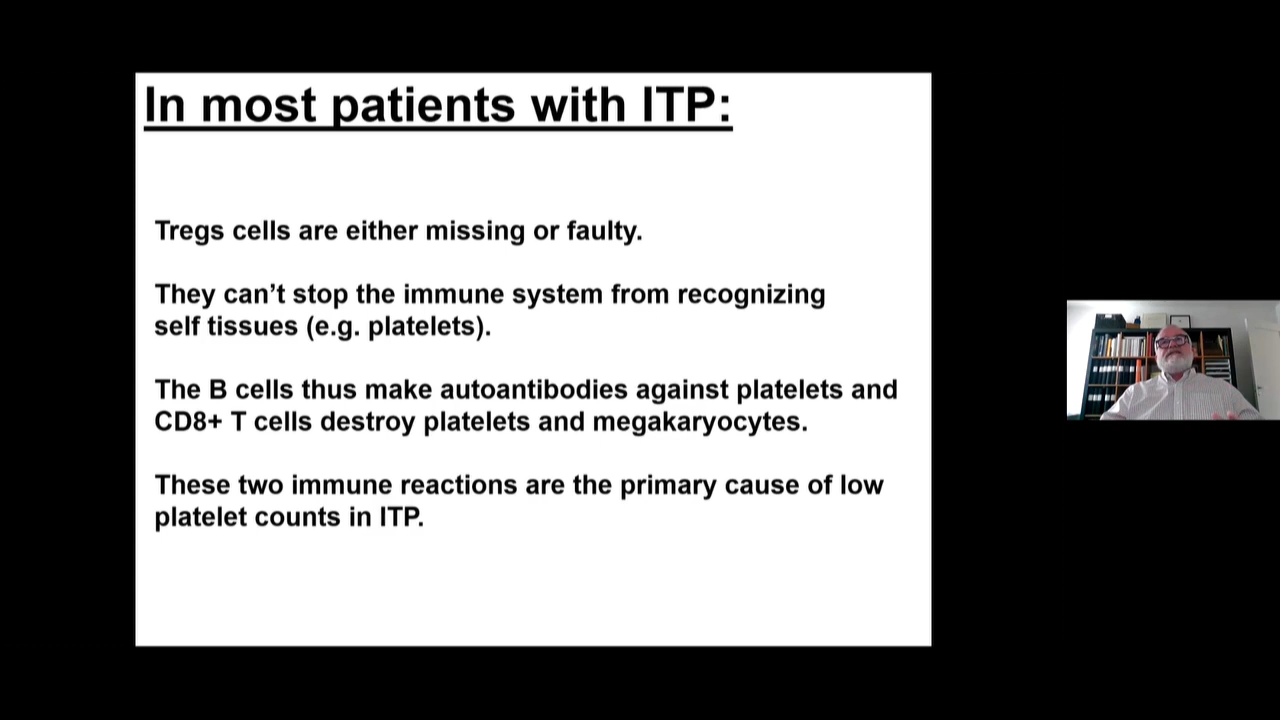 In most patients with ITP:
Tregs cells are either missing or faulty.
They can’t stop the immune system from recognizing
self tissues (e.g. platelets).
The B cells thus make autoantibodies against platelets and
CD8+ T cells destroy platelets and megakaryocytes.
These two immune reactions are the primary cause of low
platelet counts in ITP.